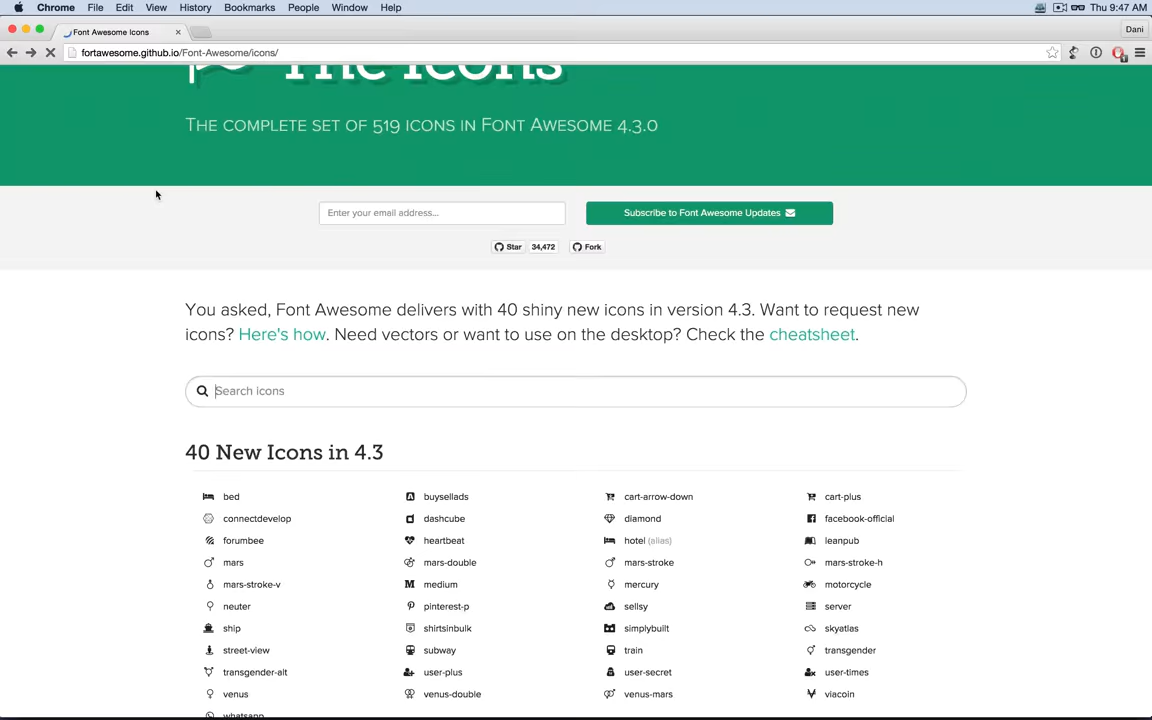 Chrome File Edit View History Bookmarks People Window Help Thu 9:47 AM
Font Awesome Icons Dani
fortawesome.github.io/Font-Awesome/icons/
The Icons
The complete set of 519 icons in Font Awesome 4.3.0
Enter your email address... Subscribe to Font Awesome Updates
Star 34,472 Fork
You asked, Font Awesome delivers with 40 shiny new icons in version 4.3. Want to request new
icons? Here's how. Need vectors or want to use on the desktop? Check the cheatsheet.
Search icons
40 New Icons in 4.3
bed buysellads cart-arrow-down cart-plus
connectdevelop dashcube diamond facebook-official
forumbee heartbeat hotel (alias) leanpub
mars mars-double mars-stroke mars-stroke-h
mars-stroke-v medium mercury motorcycle
neuter pinterest-p sellsy server
ship shirtsinbulk simplybuilt skyatlas
street-view subway train transgender
transgender-alt user-plus user-secret user-times
venus venus-double venus-mars viacoin
whatsapp